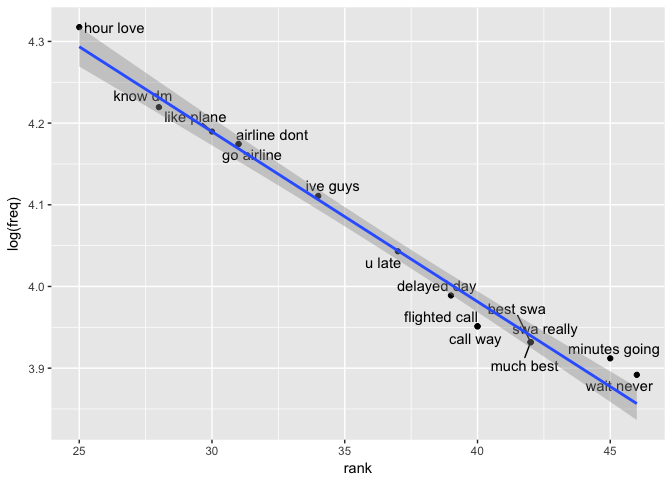 4.3
4.2
4.1
4.0
3.9
log(freq)
hour love
know dm
like plane
airline dont
go airline
ive guys
u late
delayed day
best swa
flighted call
swa really
call way
minutes going
much best
wait never
25
30
35
40
45
rank